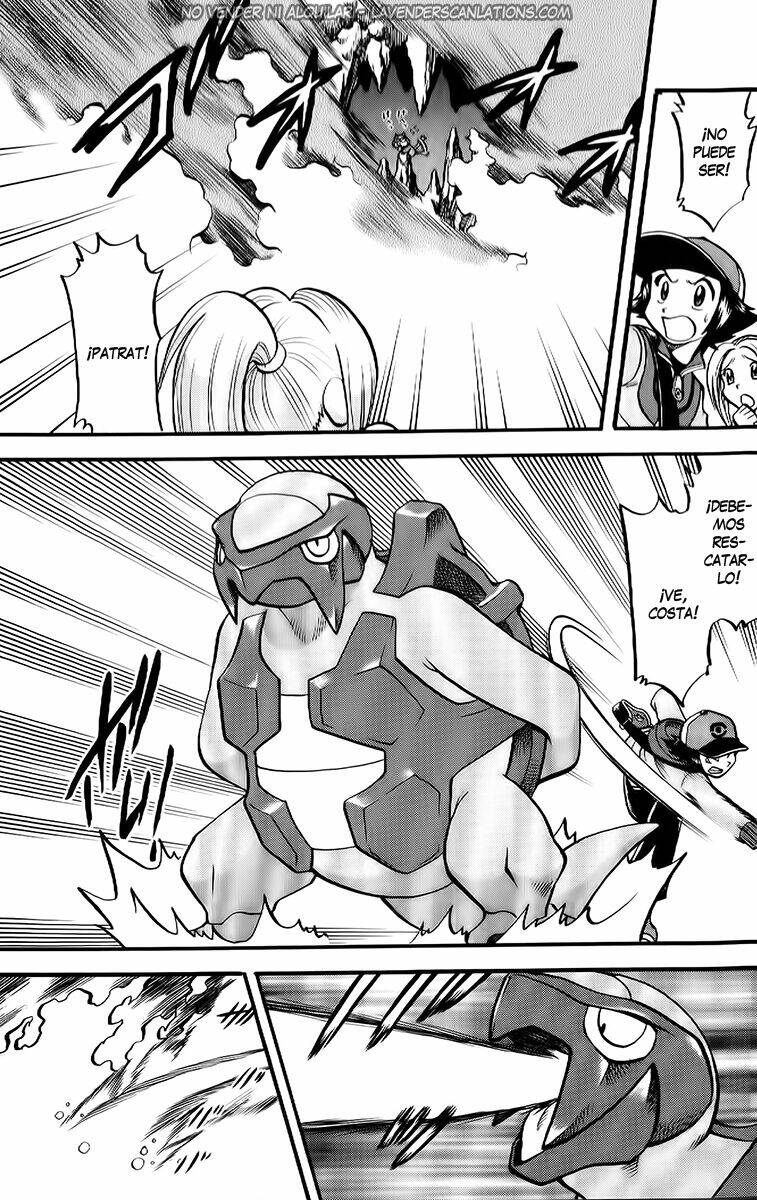 NO VENDER NI ALQUILAR - LAVENDERSCANLATIONS.COM
¡NO
PUEDE
SER!
¡PATRAT!
¡DEBE-
MOS
RES-
CATAR-
LO!
¡VE,
COSTA!